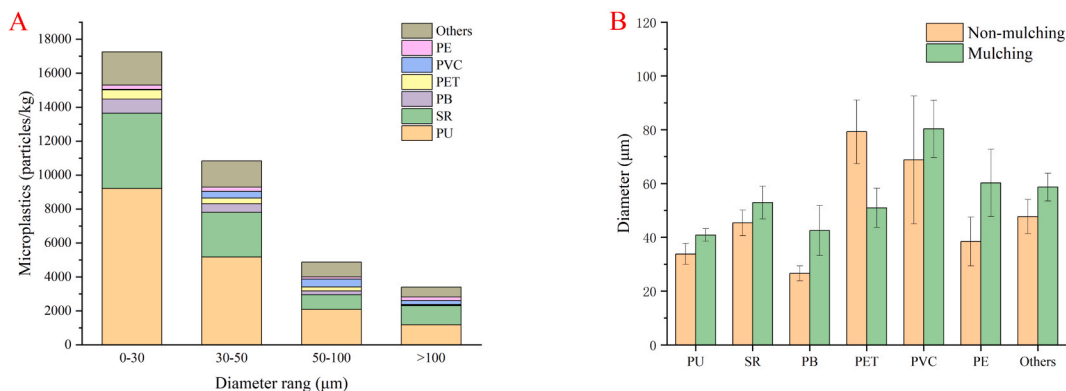 A
Microplastics (particles/kg)
18000
16000
14000
12000
10000
8000
6000
4000
2000
0
Others
PE
PVC
PET
PB
SR
PU
0-30 30-50 50-100 >100
Diameter rang (μm)
B
Diameter (μm)
120
100
80
60
40
20
0
Non-mulching
Mulching
PU SR PB PET PVC PE Others